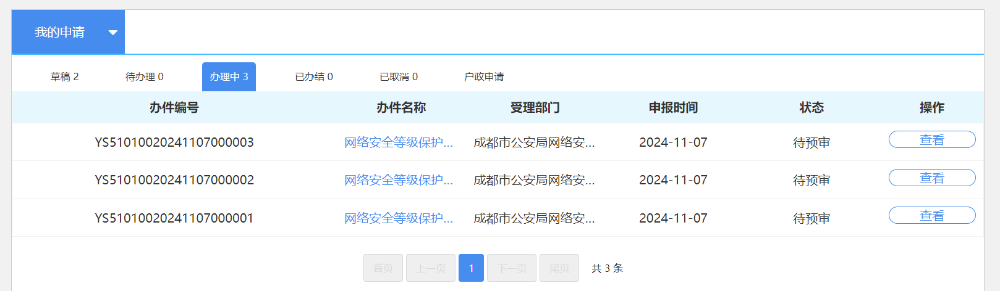 我的申请
草稿 2 待办理 0 办理中 3 已办结 0 已取消 0 户政申请
办件编号 办件名称 受理部门 申报时间 状态 操作
YS51010020241107000003 网络安全等级保护... 成都市公安局网络安... 2024-11-07 待预审 查看
YS51010020241107000002 网络安全等级保护... 成都市公安局网络安... 2024-11-07 待预审 查看
YS51010020241107000001 网络安全等级保护... 成都市公安局网络安... 2024-11-07 待预审 查看
首页 上一页 1 下一页 尾页 共 3 条